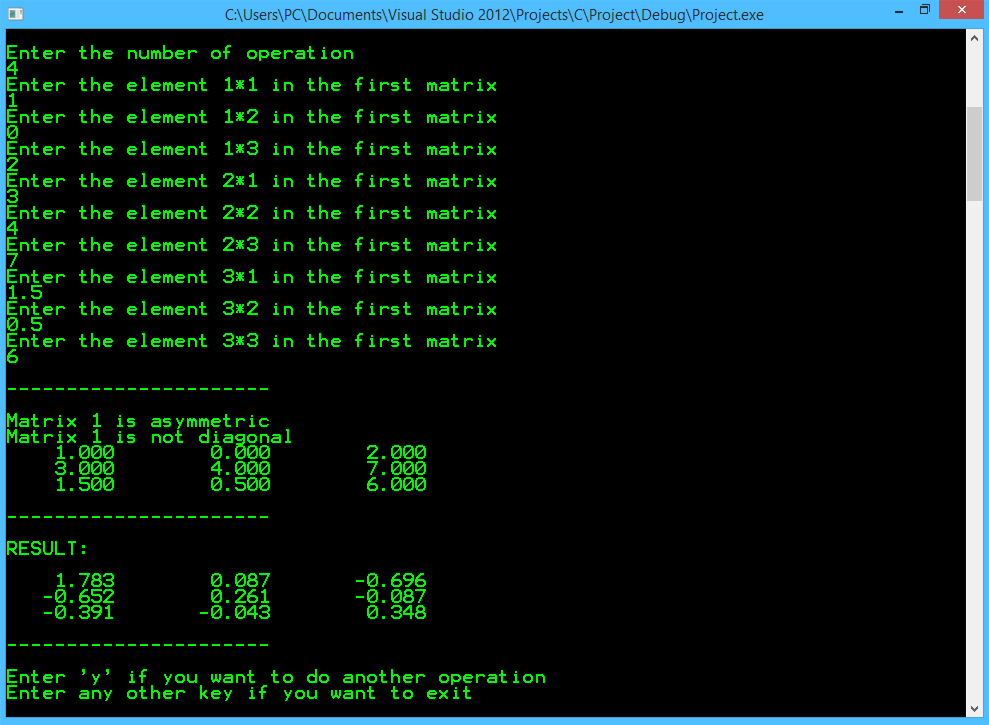 C:\Users\PC\Documents\Visual Studio 2012\Projects\C\Project\Debug\Project.exe
Enter the number of operation
4
Enter the element 1*1 in the first matrix
1
Enter the element 1*2 in the first matrix
0
Enter the element 1*3 in the first matrix
2
Enter the element 2*1 in the first matrix
3
Enter the element 2*2 in the first matrix
4
Enter the element 2*3 in the first matrix
7
Enter the element 3*1 in the first matrix
1.5
Enter the element 3*2 in the first matrix
0.5
Enter the element 3*3 in the first matrix
6
----------------------
Matrix 1 is asymmetric
Matrix 1 is not diagonal
1.000 0.000 2.000
3.000 4.000 7.000
1.500 0.500 6.000
----------------------
RESULT:
1.783 0.087 -0.696
-0.652 0.261 -0.087
-0.391 -0.043 0.348
----------------------
Enter 'y' if you want to do another operation
Enter any other key if you want to exit